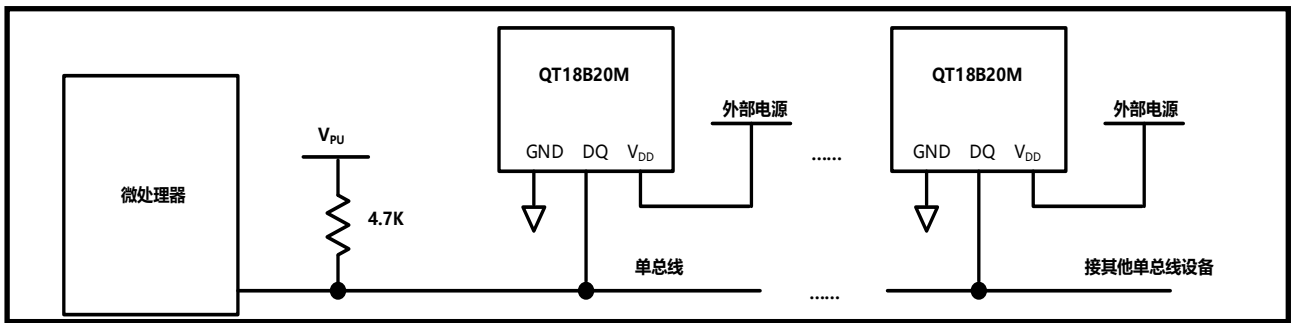 QT18B20M
QT18B20M
外部电源
外部电源
V_PU
GND DQ V_DD
......
GND DQ V_DD
微处理器
4.7K
单总线
接其他单总线设备
......